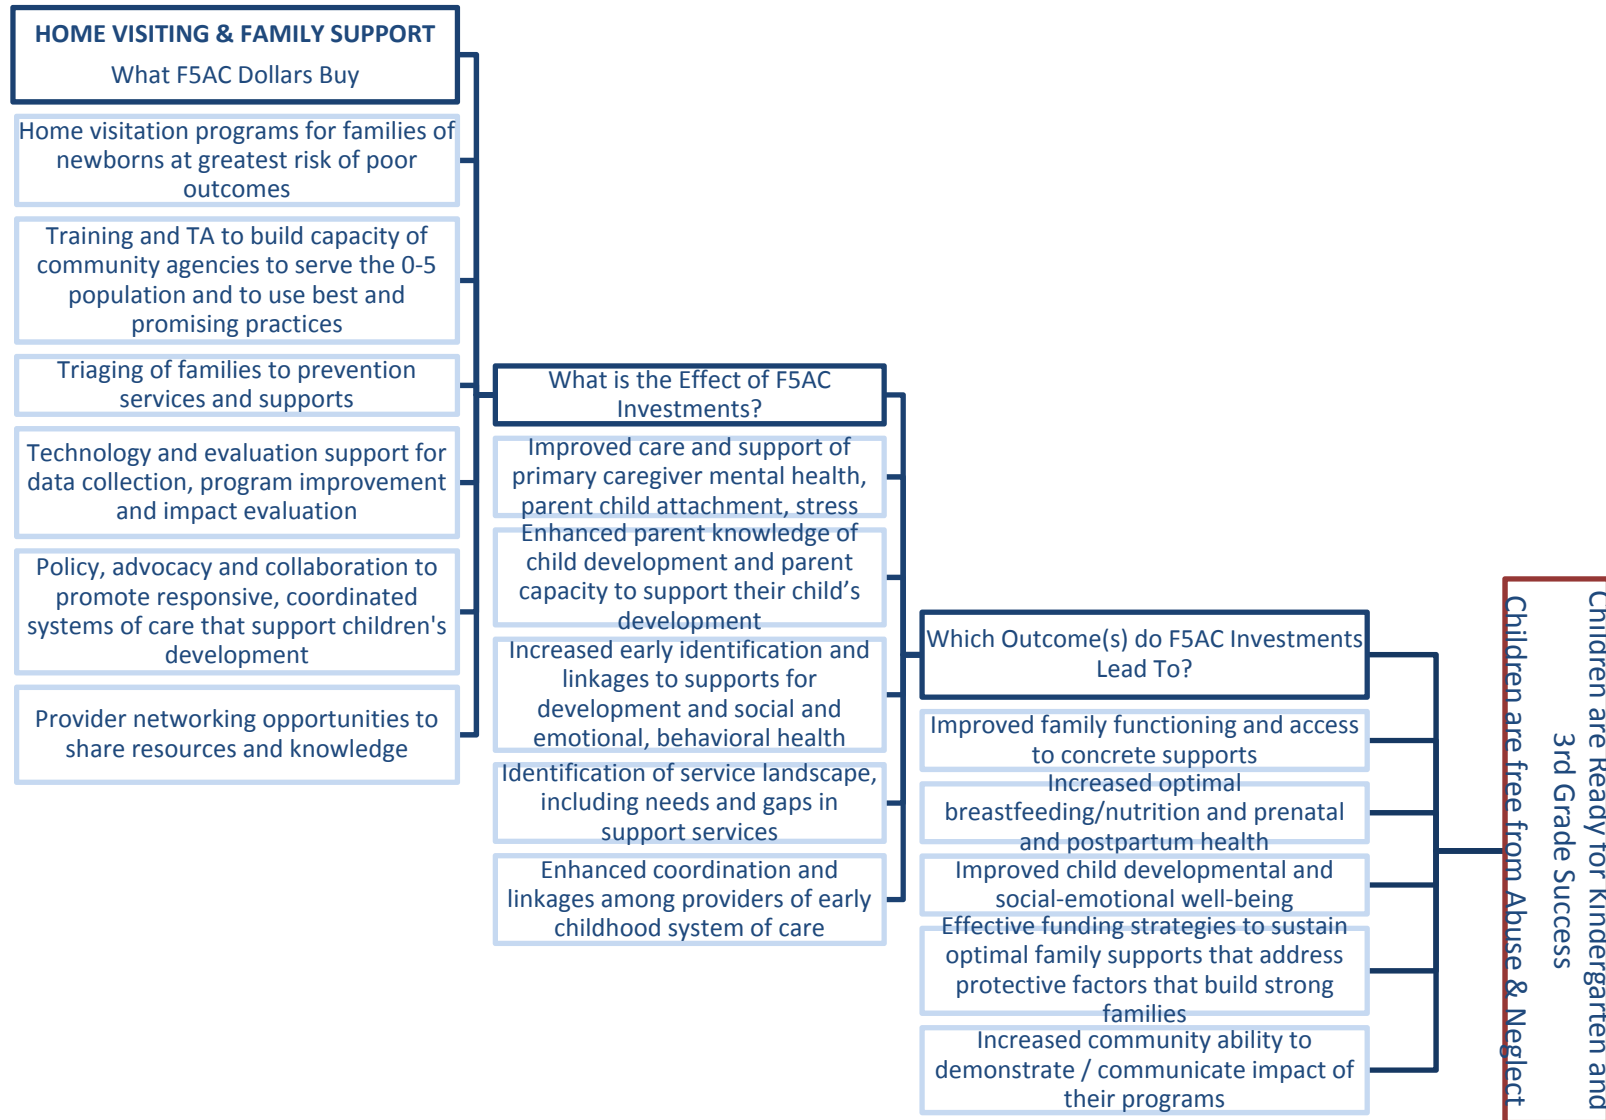 HOME VISITING & FAMILY SUPPORT
What F5AC Dollars Buy
Home visitation programs for families of
newborns at greatest risk of poor
outcomes
Training and TA to build capacity of
community agencies to serve the 0-5
population and to use best and
promising practices
Triaging of families to prevention
services and supports
Technology and evaluation support for
data collection, program improvement
and impact evaluation
Policy, advocacy and collaboration to
promote responsive, coordinated
systems of care that support children's
development
Provider networking opportunities to
share resources and knowledge
What is the Effect of F5AC
Investments?
Improved care and support of
primary caregiver mental health,
parent child attachment, stress
Enhanced parent knowledge of
child development and parent
capacity to support their child’s
development
Increased early identification and
linkages to supports for
development and social and
emotional, behavioral health
Identification of service landscape,
including needs and gaps in
support services
Enhanced coordination and
linkages among providers of early
childhood system of care
Which Outcome(s) do F5AC Investments
Lead To?
Improved family functioning and access
to concrete supports
Increased optimal
breastfeeding/nutrition and prenatal
and postpartum health
Improved child developmental and
social-emotional well-being
Effective funding strategies to sustain
optimal family supports that address
protective factors that build strong
families
Increased community ability to
demonstrate / communicate impact of
their programs
Children are Ready for Kindergarten and
3rd Grade Success
Children are free from Abuse & Neglect